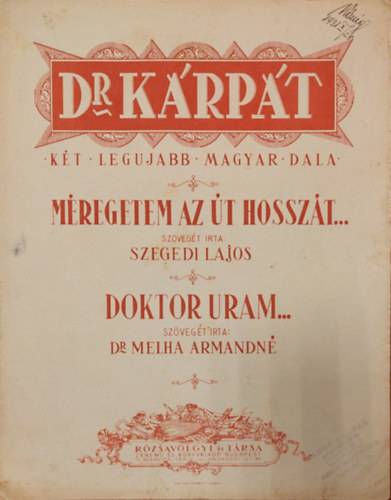 DR KÁRPÁT
· KÉT · LEGUJABB · MAGYAR · DALA ·
MÉREGETEM AZ ÚT HOSSZÁT...
SZÖVEGÉT IRTA:
SZEGEDI LAJOS
DOKTOR URAM...
SZÖVEGÉT IRTA:
DR MELHA ARMANDNÉ
RÓZSAVÖLGYI és TÁRSA